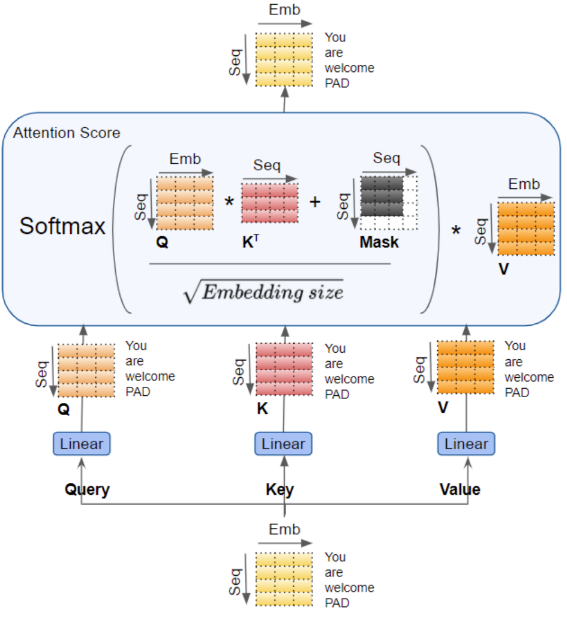 Emb
Seq
You
are
welcome
PAD
Attention Score
Softmax
Emb
Seq
Q
*
Seq
K^T
+
Seq
Seq
Mask
√Embedding size
*
Emb
Seq
V
Seq
You
are
welcome
PAD
Q
Seq
You
are
welcome
PAD
K
Seq
You
are
welcome
PAD
V
Linear
Linear
Linear
Query
Key
Value
Emb
Seq
You
are
welcome
PAD